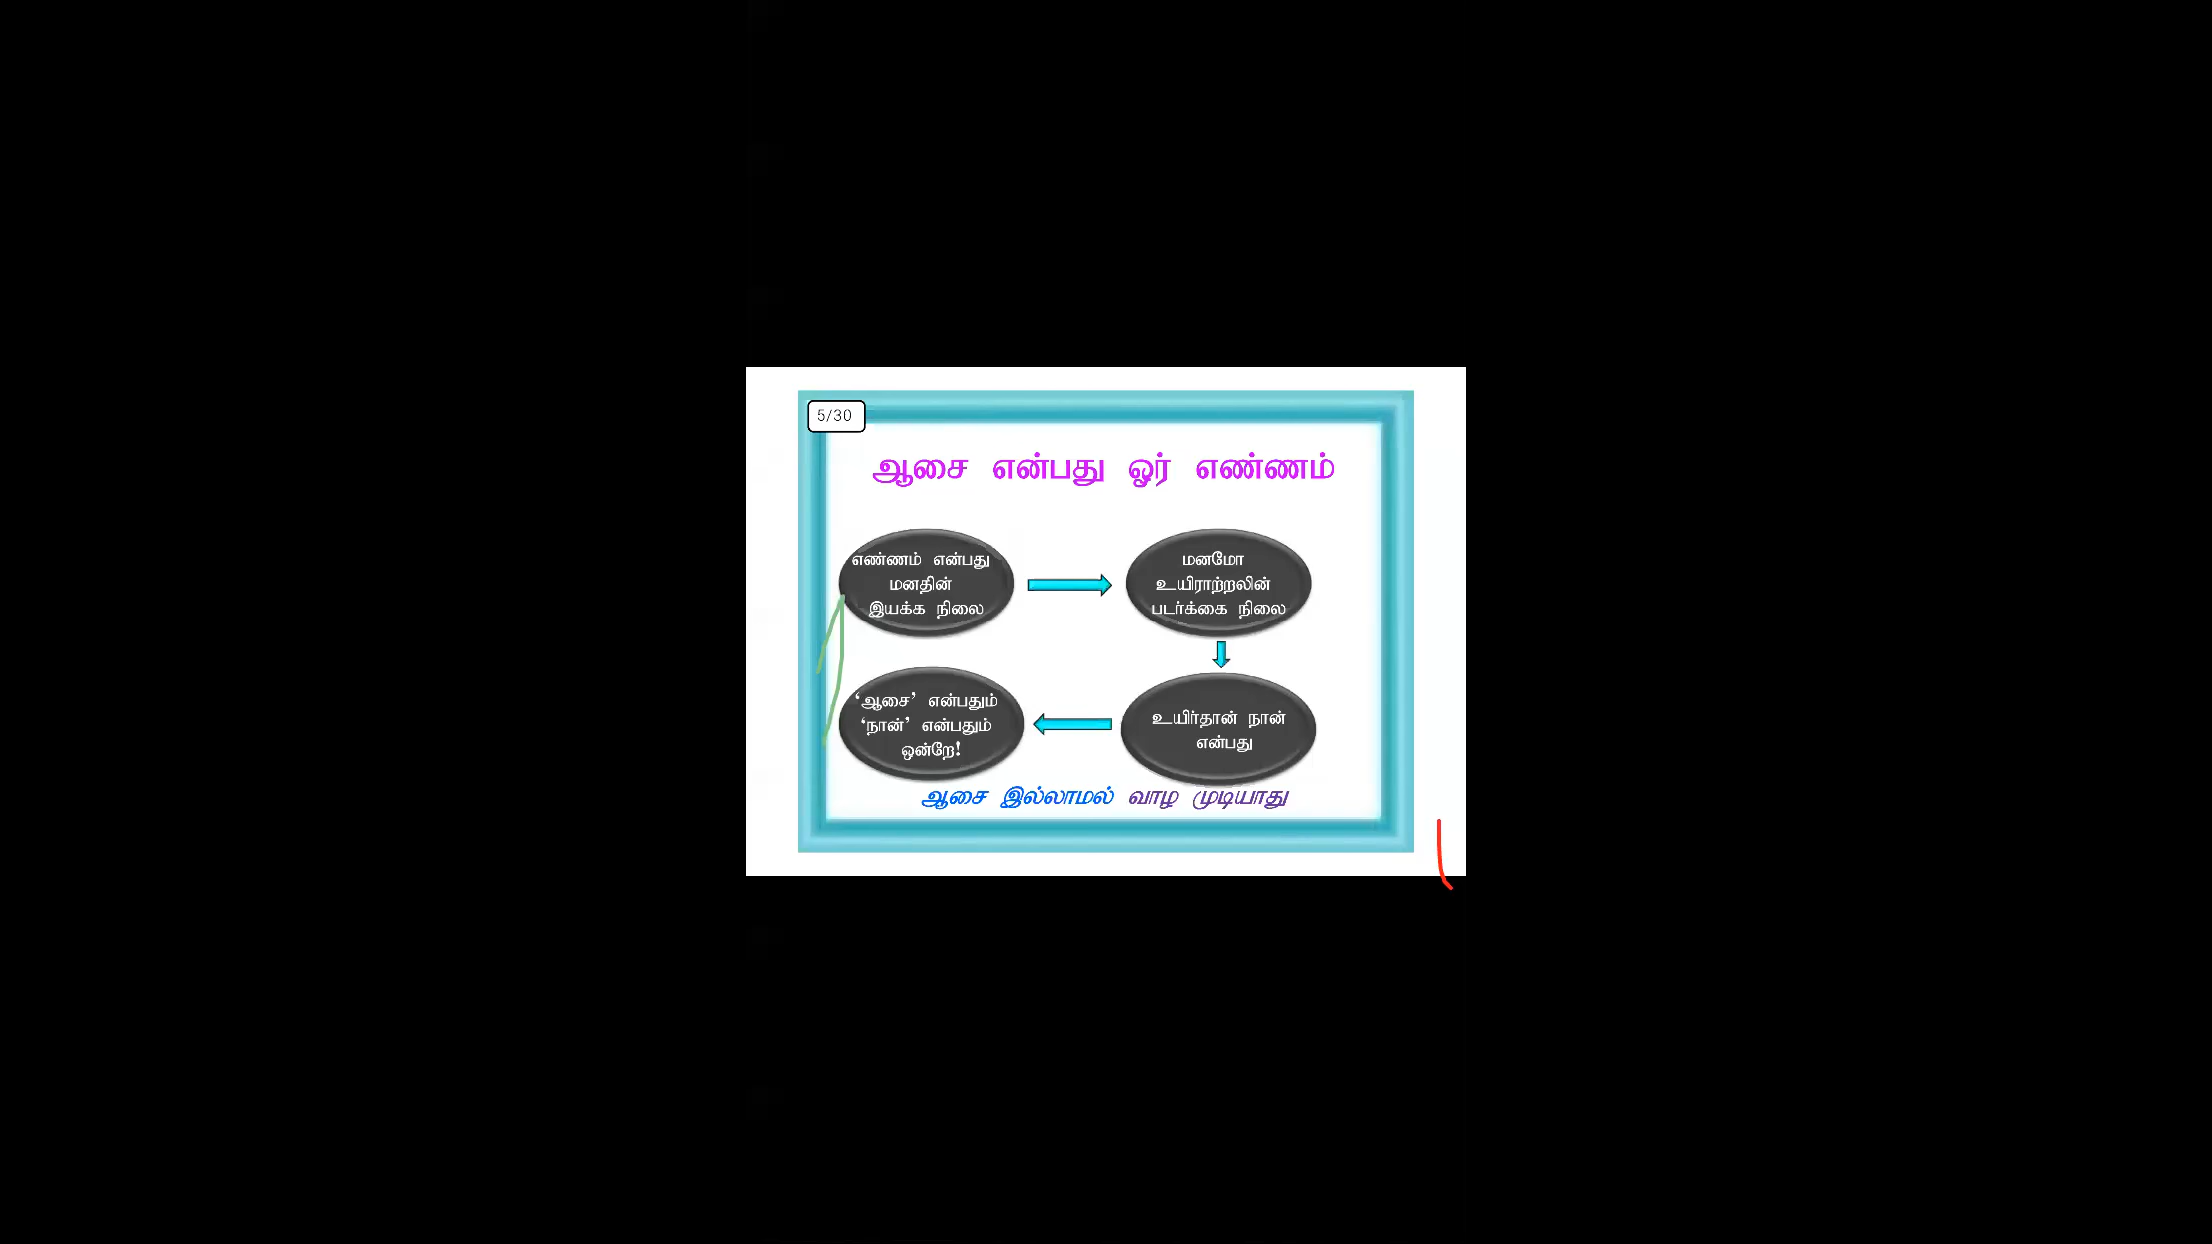 5/30
ஆசை என்பது ஓர் எண்ணம்
எண்ணம் என்பது
மனதின்
இயக்க நிலை
மனமோ
உயிராற்றலின்
படர்க்கை நிலை
உயிர்தான் நான்
என்பது
‘ஆசை’ என்பதும்
‘நான்’ என்பதும்
ஒன்றே!
ஆசை இல்லாமல் வாழ முடியாது